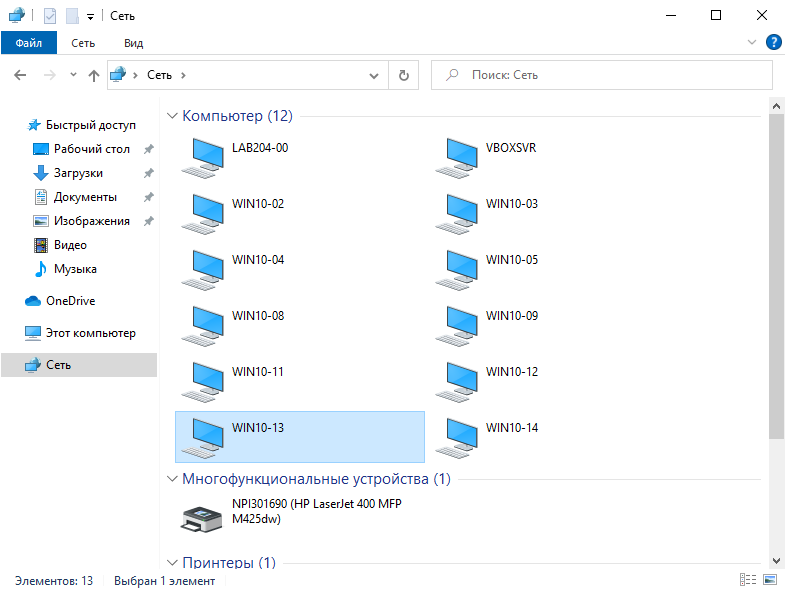 Сеть
Файл Сеть Вид
Сеть
Поиск: Сеть
Быстрый доступ
Рабочий стол
Загрузки
Документы
Изображения
Видео
Музыка
OneDrive
Этот компьютер
Сеть
Компьютер (12)
LAB204-00 VBOXSVR
WIN10-02 WIN10-03
WIN10-04 WIN10-05
WIN10-08 WIN10-09
WIN10-11 WIN10-12
WIN10-13 WIN10-14
Многофункциональные устройства (1)
NPI301690 (HP LaserJet 400 MFP
M425dw)
Принтеры (1)
Элементов: 13 Выбран 1 элемент